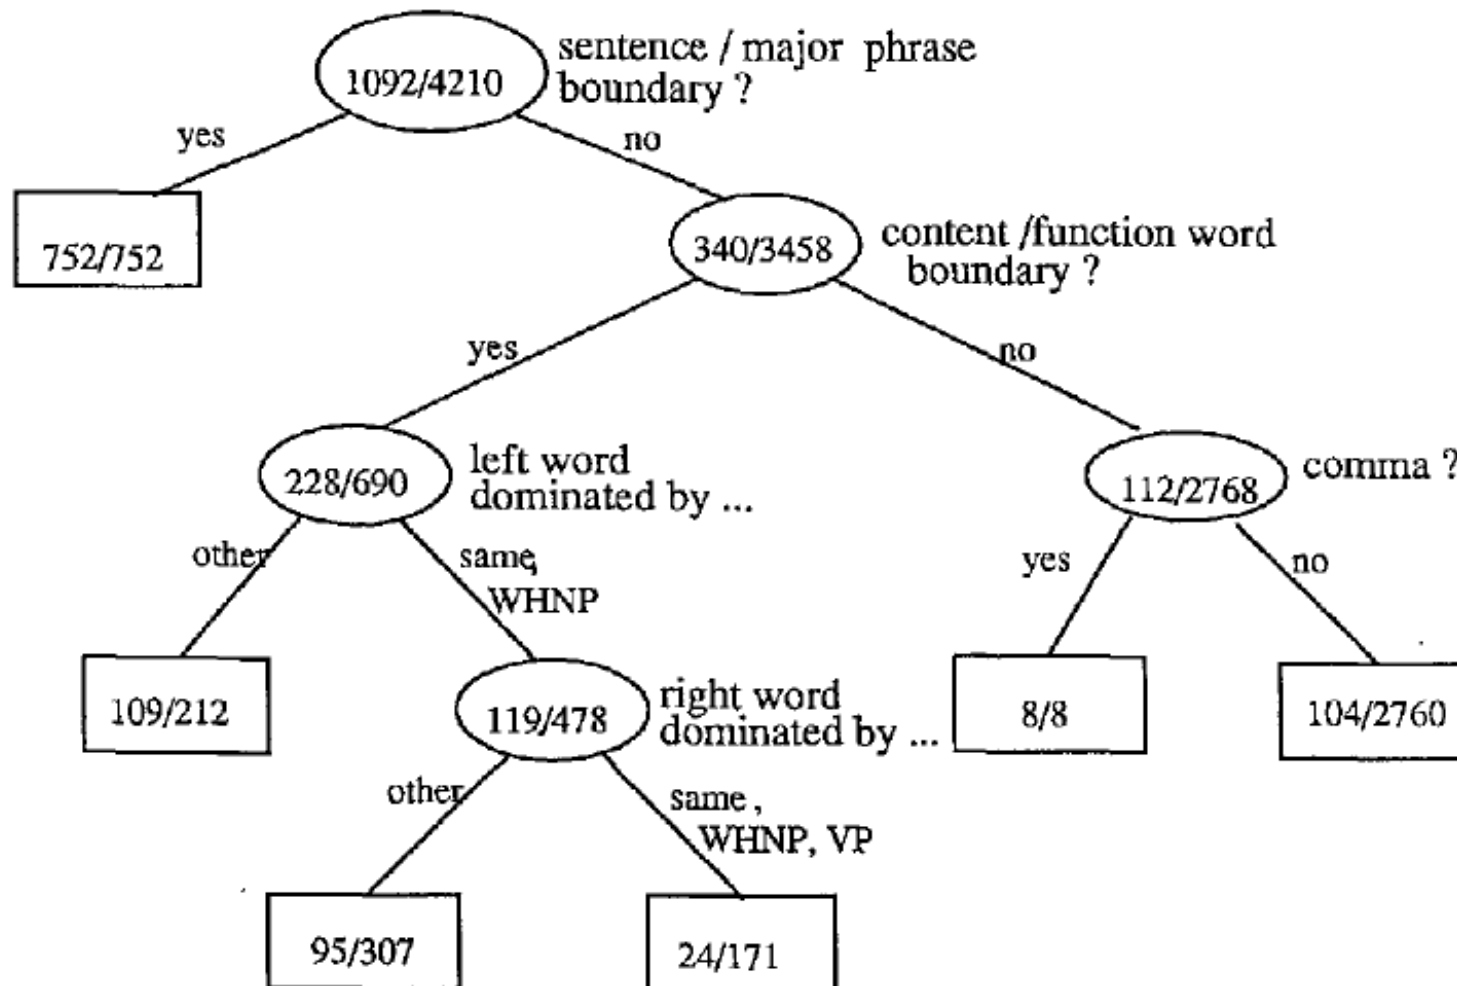 sentence / major phrase
1092/4210
boundary ?
yes
no
752/752
340/3458
content /function word
boundary ?
yes
no
228/690
left word
dominated by ...
112/2768
comma ?
other
same,
WHNP
yes
no
109/212
119/478
right word
dominated by ...
8/8
104/2760
other
same ,
WHNP, VP
95/307
24/171